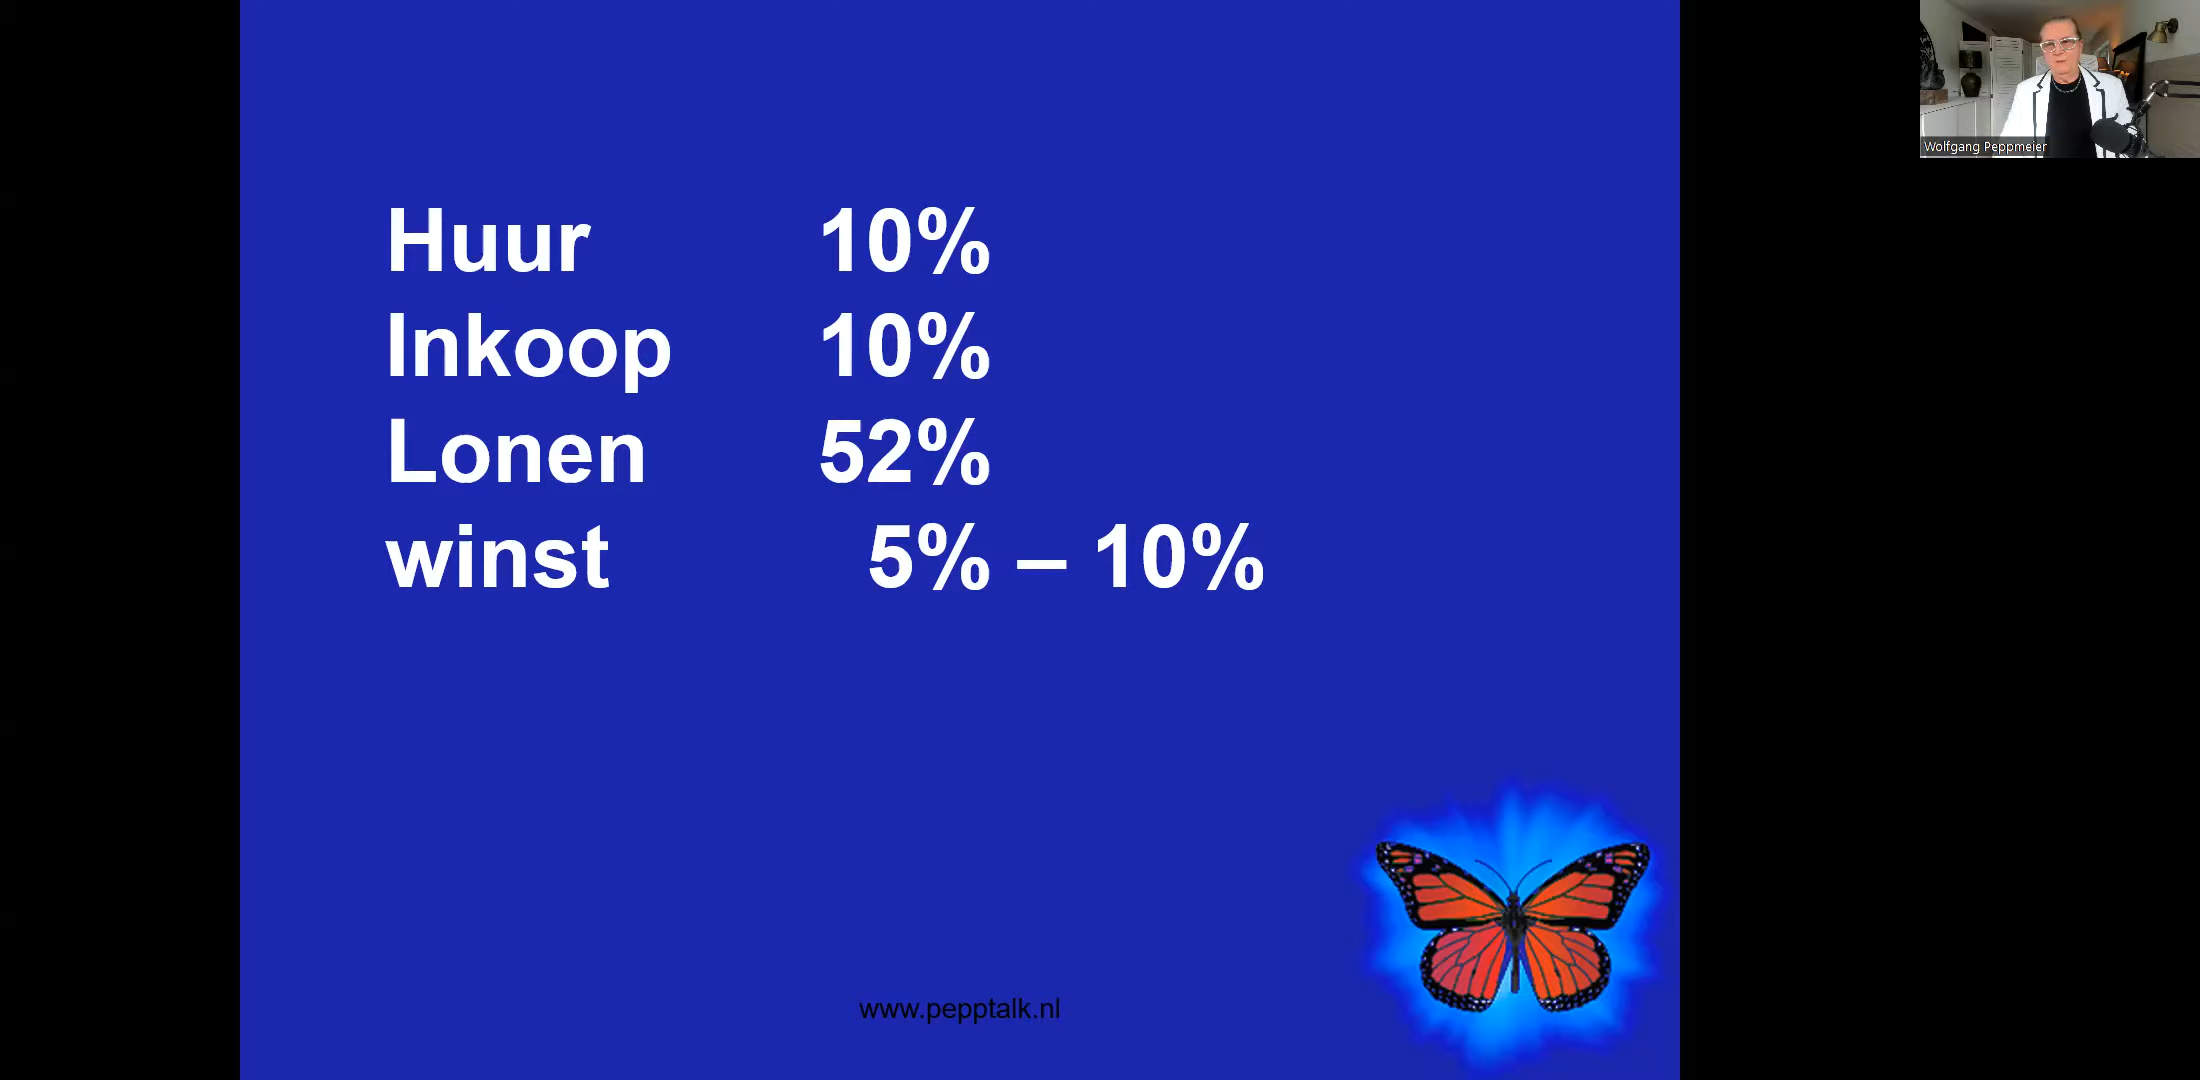 Huur 10%
Inkoop 10%
Lonen 52%
winst 5% – 10%
www.pepptalk.nl
Wolfgang Peppmeier